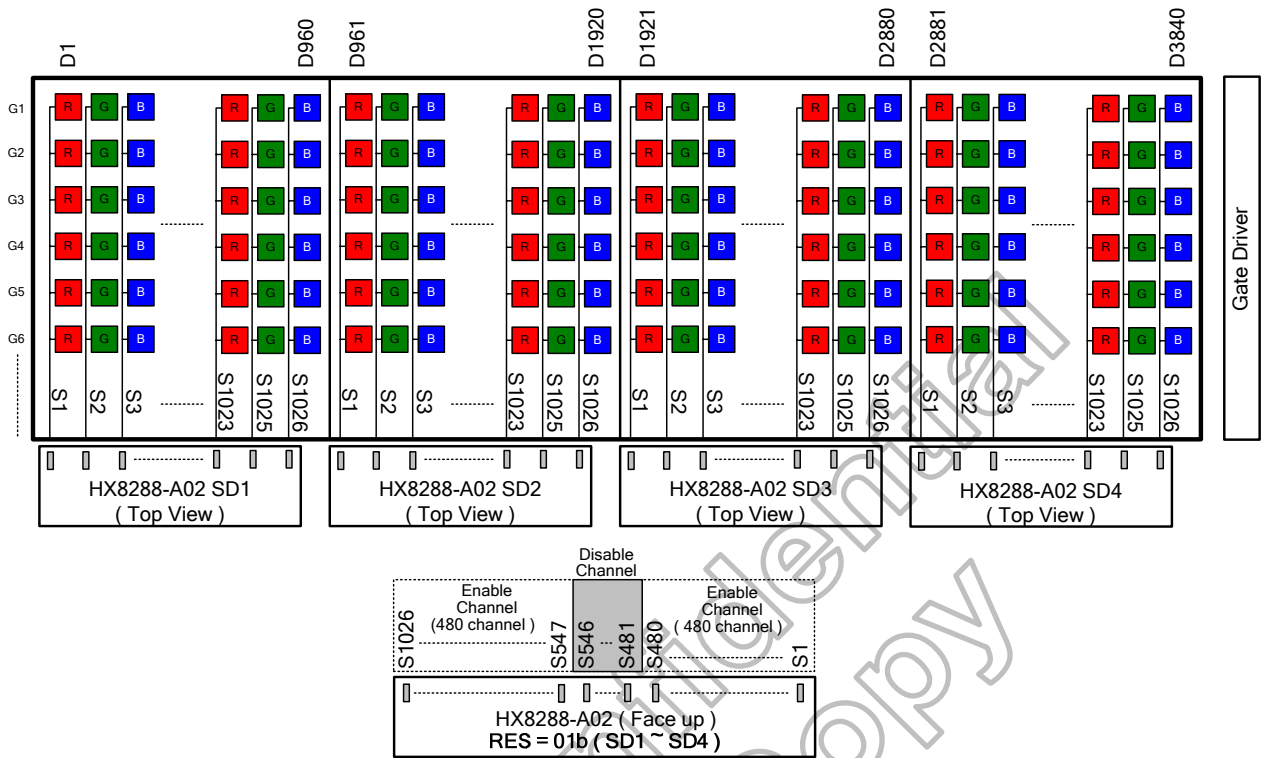 D1 D960 D961 D1920 D1921 D2880 D2881 D3840
G1 R G B R G B R G B R G B R G B R G B R G B R G B
G2 R G B R G B R G B R G B R G B R G B R G B R G B
G3 R G B R G B R G B R G B R G B R G B R G B R G B
G4 R G B R G B R G B R G B R G B R G B R G B R G B
G5 R G B R G B R G B R G B R G B R G B R G B R G B
G6 R G B R G B R G B R G B R G B R G B R G B R G B
Gate Driver
S1 S2 S3 S1023 S1025 S1026 S1 S2 S3 S1023 S1025 S1026 S1 S2 S3 S1023 S1025 S1026 S1 S2 S3 S1023 S1025 S1026
HX8288-A02 SD1 HX8288-A02 SD2 HX8288-A02 SD3 HX8288-A02 SD4
( Top View ) ( Top View ) ( Top View ) ( Top View )
Disable
Channel
Enable
Channel
(480 channel )
Enable
Channel
( 480 channel )
S1026 S547 S546 ... S481 S480 S1
HX8288-A02 ( Face up )
RES = 01b ( SD1 ~ SD4 )